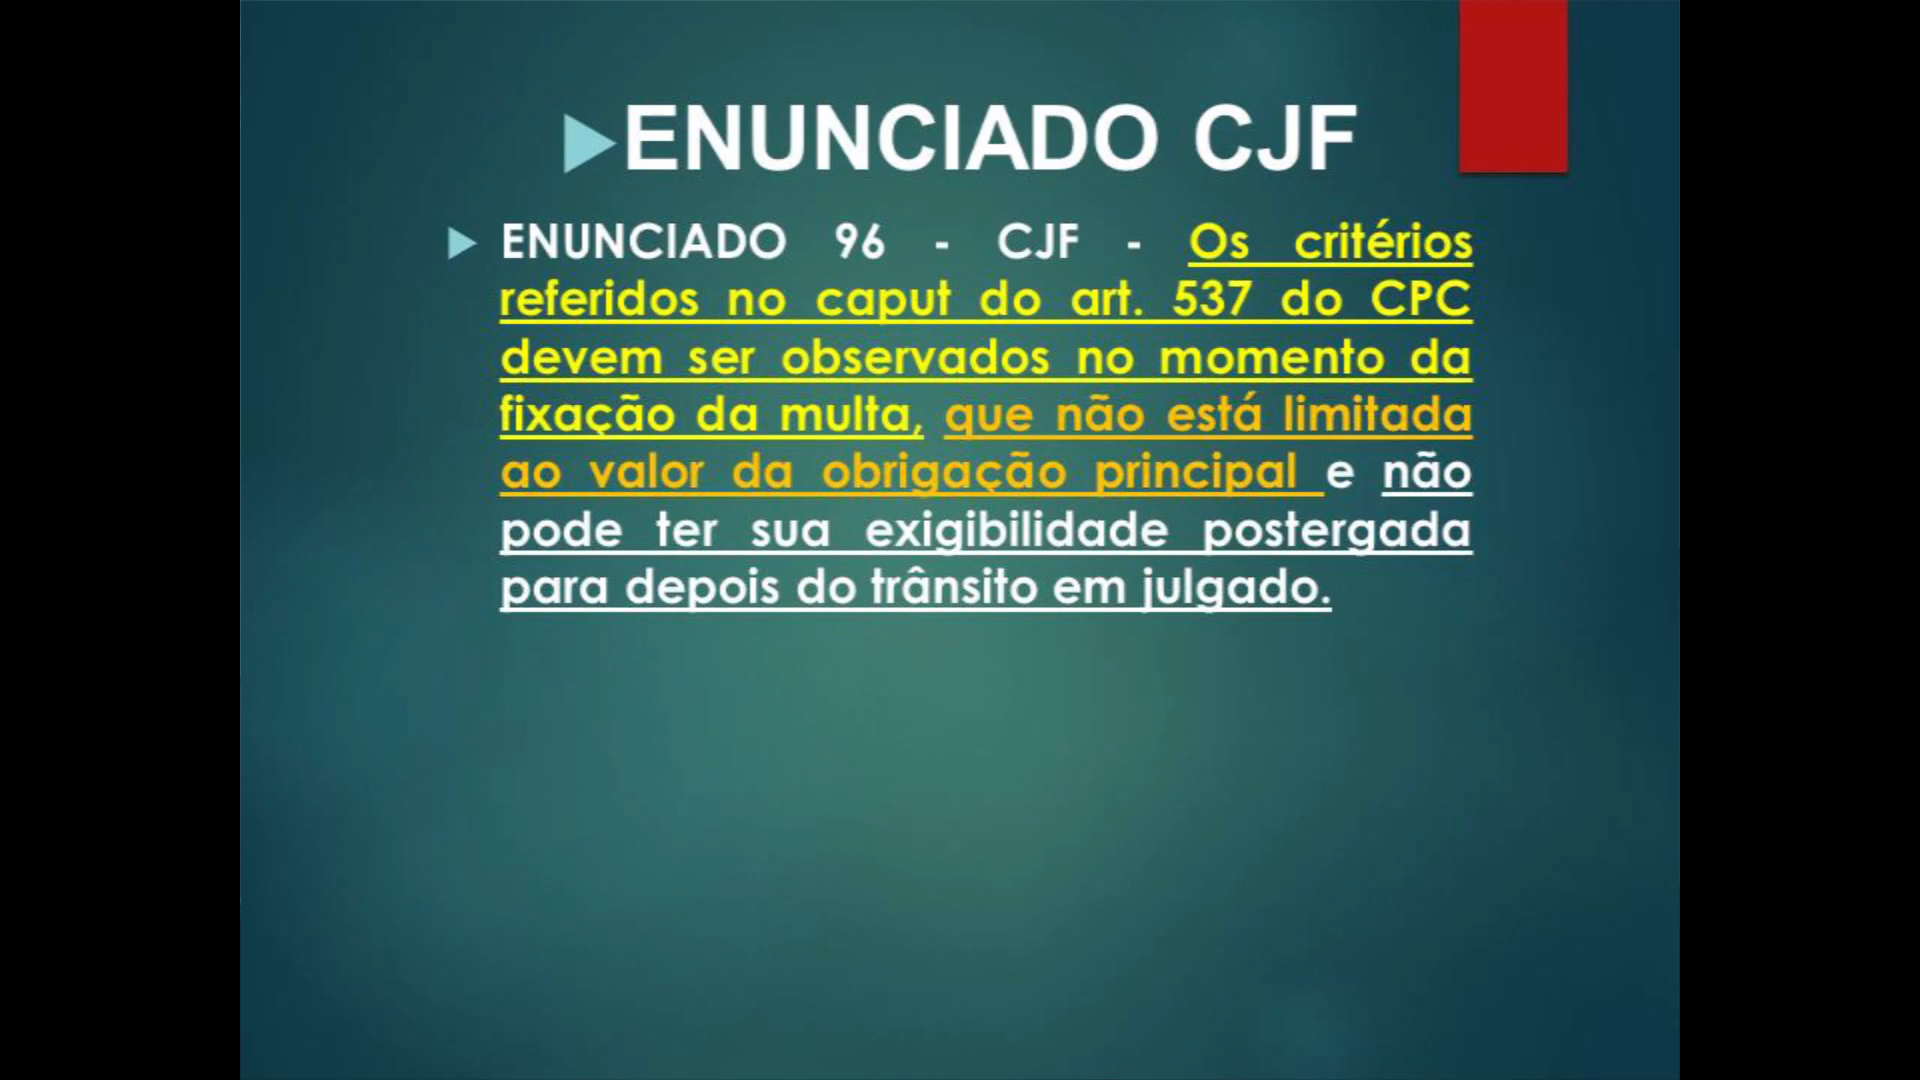 ENUNCIADO CJF
ENUNCIADO 96 - CJF - Os critérios
referidos no caput do art. 537 do CPC
devem ser observados no momento da
fixação da multa, que não está limitada
ao valor da obrigação principal e não
pode ter sua exigibilidade postergada
para depois do trânsito em julgado.